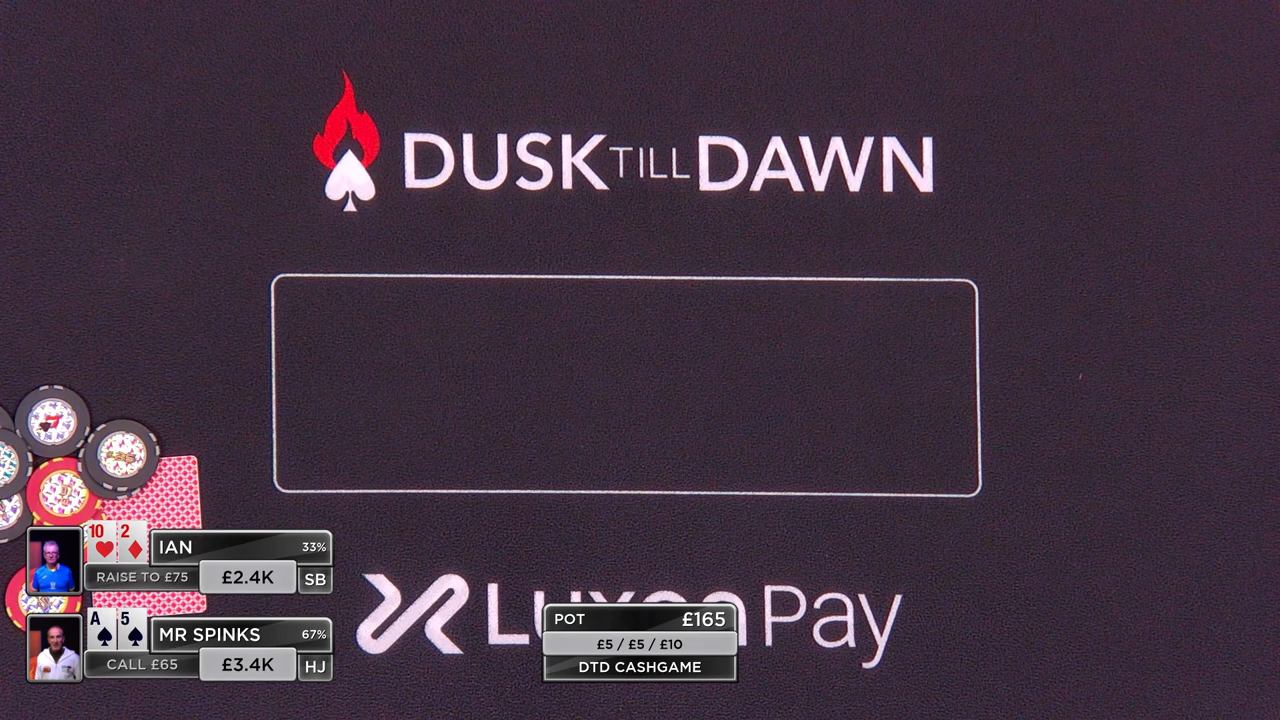 DUSK TILL DAWN
10 2
IAN 33%
RAISE TO £75 £2.4K SB
A 5
MR SPINKS 67%
CALL £65 £3.4K HJ
Luxon Pay
POT £165
£5 / £5 / £10
DTD CASHGAME